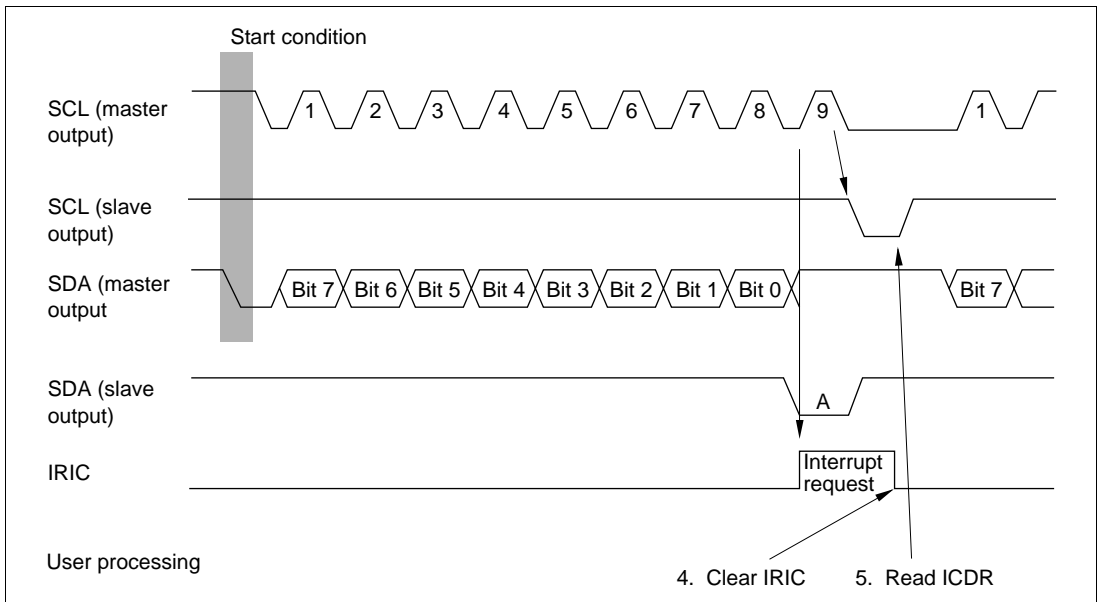 Start condition
SCL (master
output)
1 2 3 4 5 6 7 8 9 1
SCL (slave
output)
SDA (master
output
Bit 7 Bit 6 Bit 5 Bit 4 Bit 3 Bit 2 Bit 1 Bit 0 Bit 7
SDA (slave
output)
A
IRIC
Interrupt
request
User processing
4. Clear IRIC 5. Read ICDR